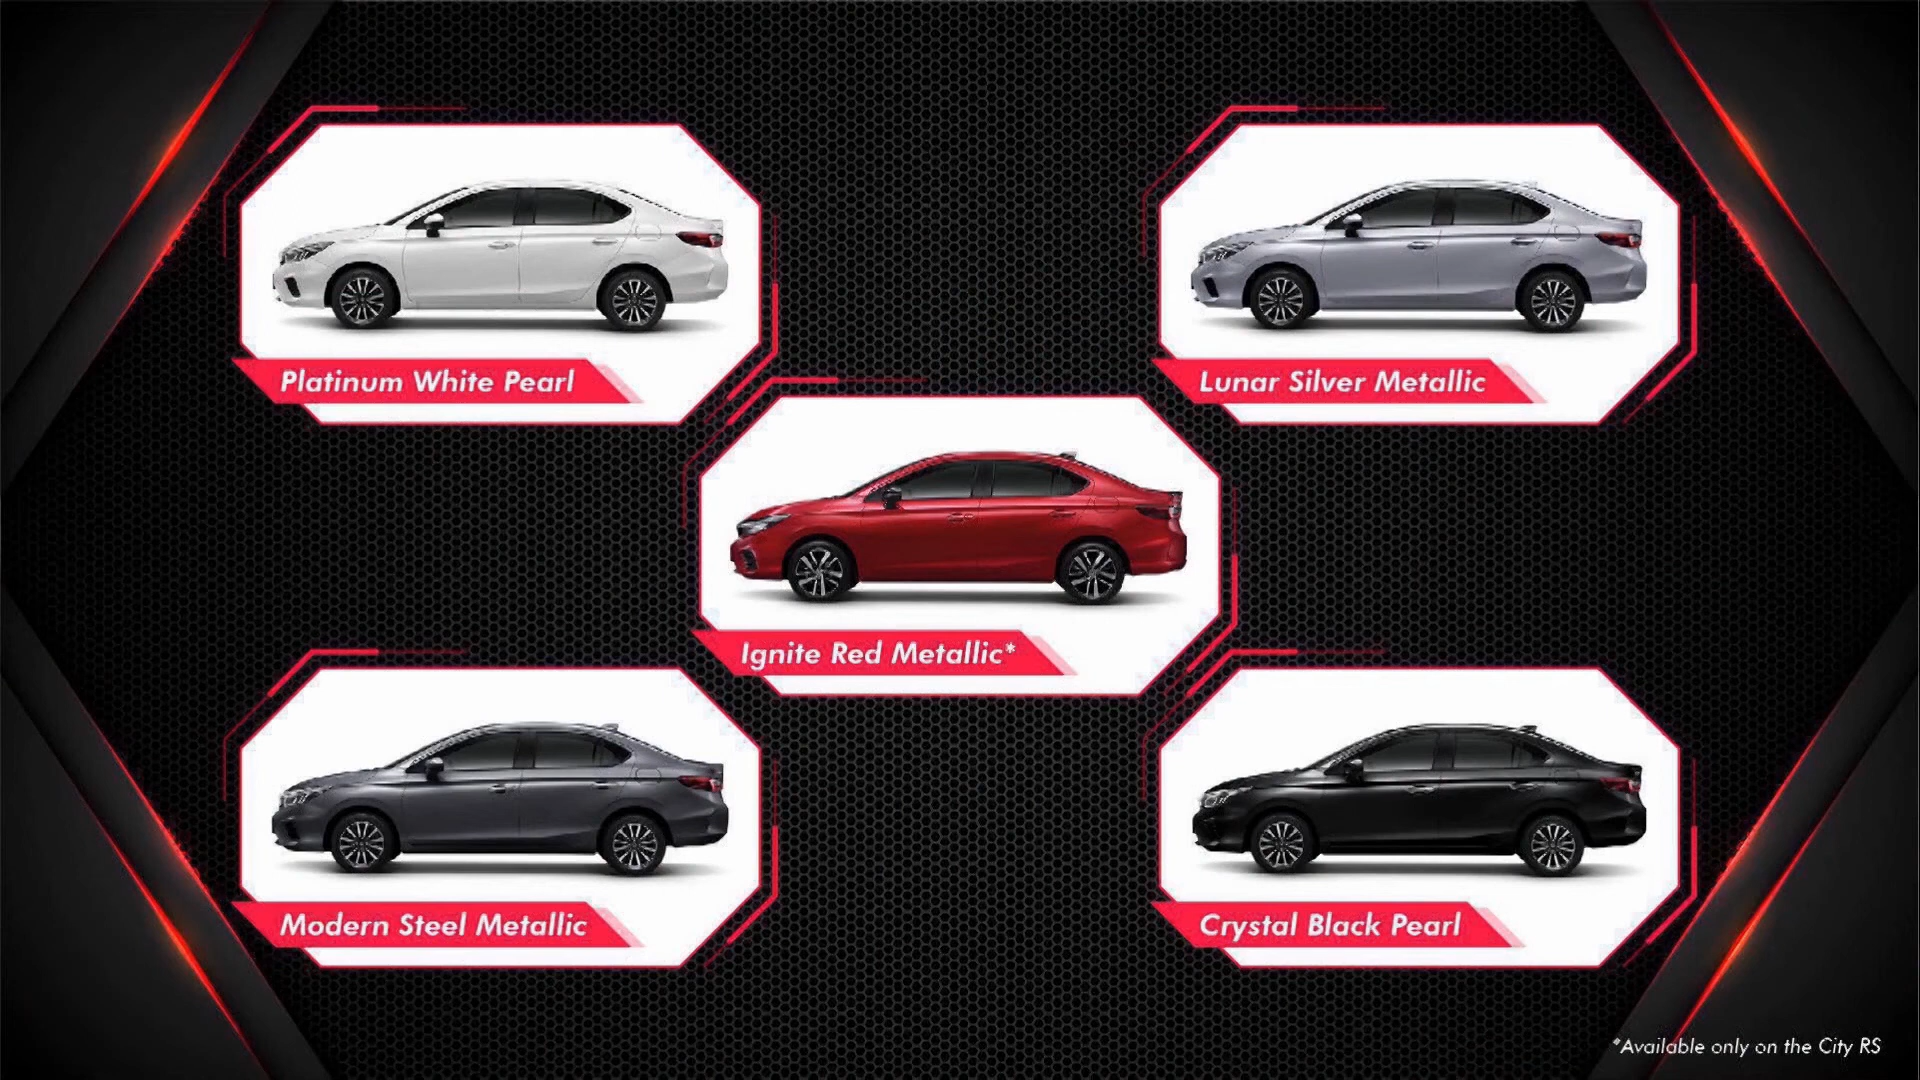 Platinum White Pearl
Lunar Silver Metallic
Ignite Red Metallic*
Modern Steel Metallic
Crystal Black Pearl
*Available only on the City RS